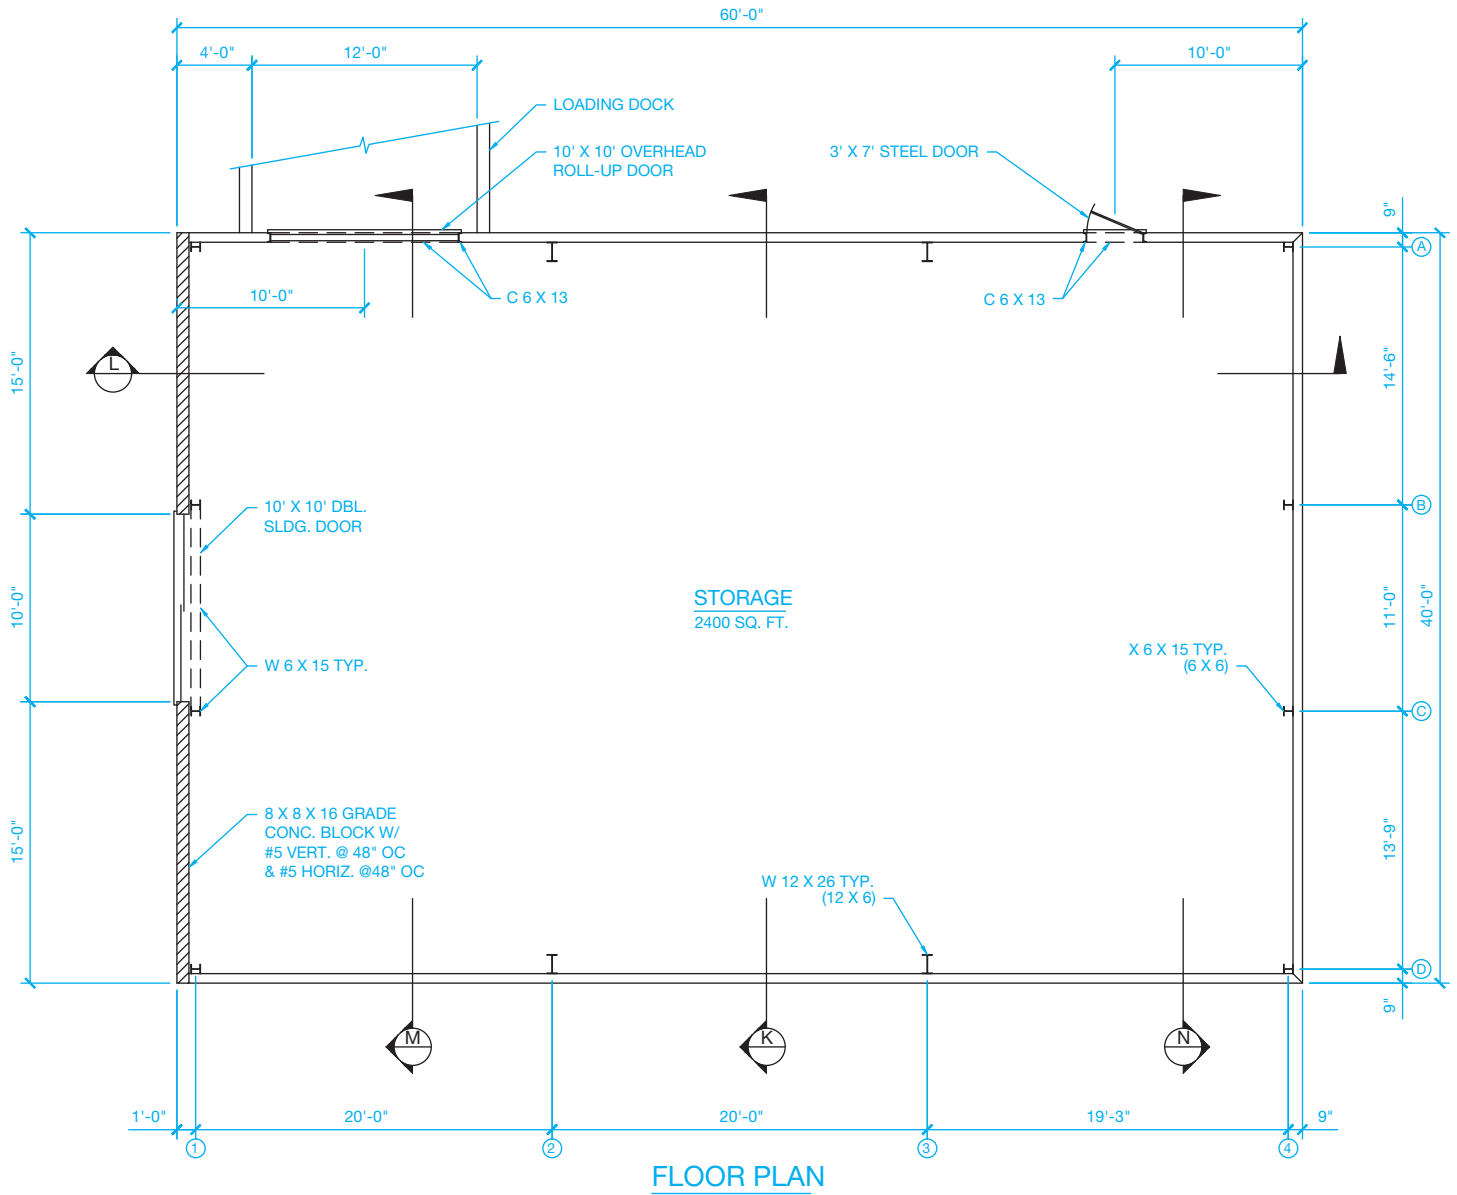 60'-0"
4'-0"
12'-0"
10'-0"
LOADING DOCK
10' X 10' OVERHEAD
ROLL-UP DOOR
3' X 7' STEEL DOOR
9"
A
10'-0"
C 6 X 13
C 6 X 13
15'-0"
L
14'-6"
10' X 10' DBL.
SLDG. DOOR
B
STORAGE
2400 SQ. FT.
10'-0"
11'-0"
40'-0"
W 6 X 15 TYP.
X 6 X 15 TYP.
(6 X 6)
C
8 X 8 X 16 GRADE
CONC. BLOCK W/
#5 VERT. @ 48" OC
& #5 HORIZ. @48" OC
15'-0"
13'-9"
W 12 X 26 TYP.
(12 X 6)
D
9"
M
K
N
1'-0"
20'-0"
20'-0"
19'-3"
9"
1
2
3
4
FLOOR PLAN